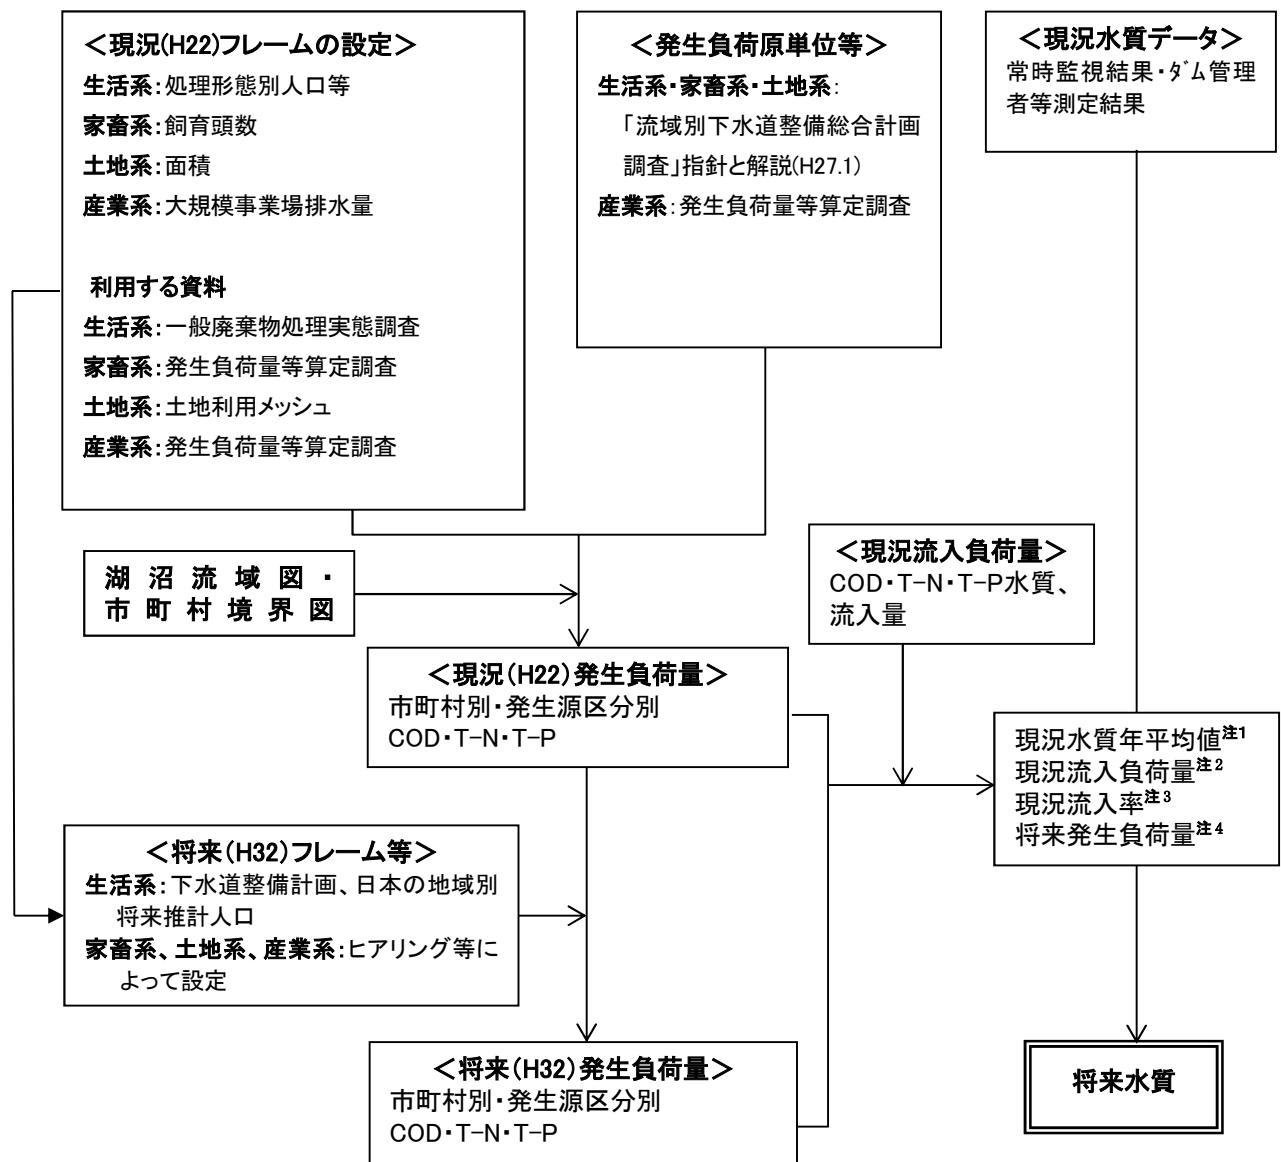 ＜現況(H22)フレームの設定＞
生活系：処理形態別人口等
家畜系：飼育頭数
土地系：面積
産業系：大規模事業場排水量
利用する資料
生活系：一般廃棄物処理実態調査
家畜系：発生負荷量等算定調査
土地系：土地利用メッシュ
産業系：発生負荷量等算定調査
＜発生負荷原単位等＞
生活系・家畜系・土地系：
「流域別下水道整備総合計画
調査」指針と解説(H27.1)
産業系：発生負荷量等算定調査
＜現況水質データ＞
常時監視結果・ダム管理
者等測定結果
湖沼流域図・
市町村境界図
＜現況流入負荷量＞
COD・T-N・T-P水質、
流入量
＜現況（H22）発生負荷量＞
市町村別・発生源区分別
COD・T-N・T-P
現況水質年平均値注1
現況流入負荷量注2
現況流入率注3
将来発生負荷量注4
＜将来（H32）フレーム等＞
生活系：下水道整備計画、日本の地域別
将来推計人口
家畜系、土地系、産業系：ヒアリング等に
よって設定
＜将来（H32）発生負荷量＞
市町村別・発生源区分別
COD・T-N・T-P
将来水質